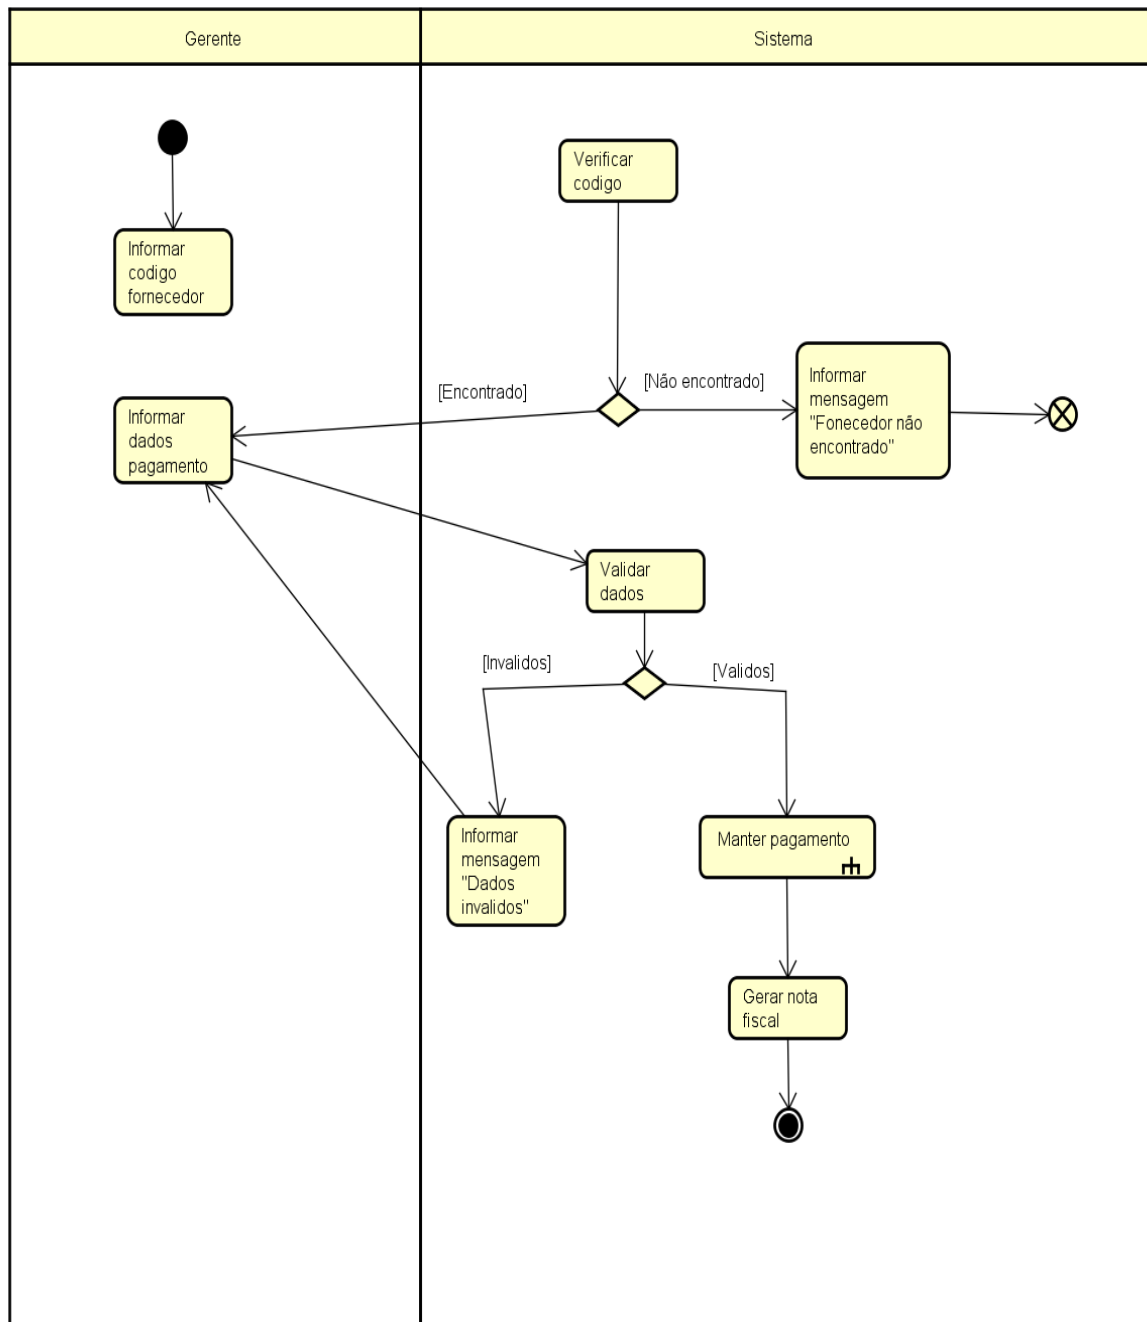 Gerente
Sistema
Verificar
codigo
Informar
codigo
fornecedor
[Encontrado]
[Não encontrado]
Informar
mensagem
"Fonecedor não
encontrado"
Informar
dados
pagamento
Validar
dados
[Invalidos]
[Validos]
Informar
mensagem
"Dados
invalidos"
Manter pagamento
Gerar nota
fiscal